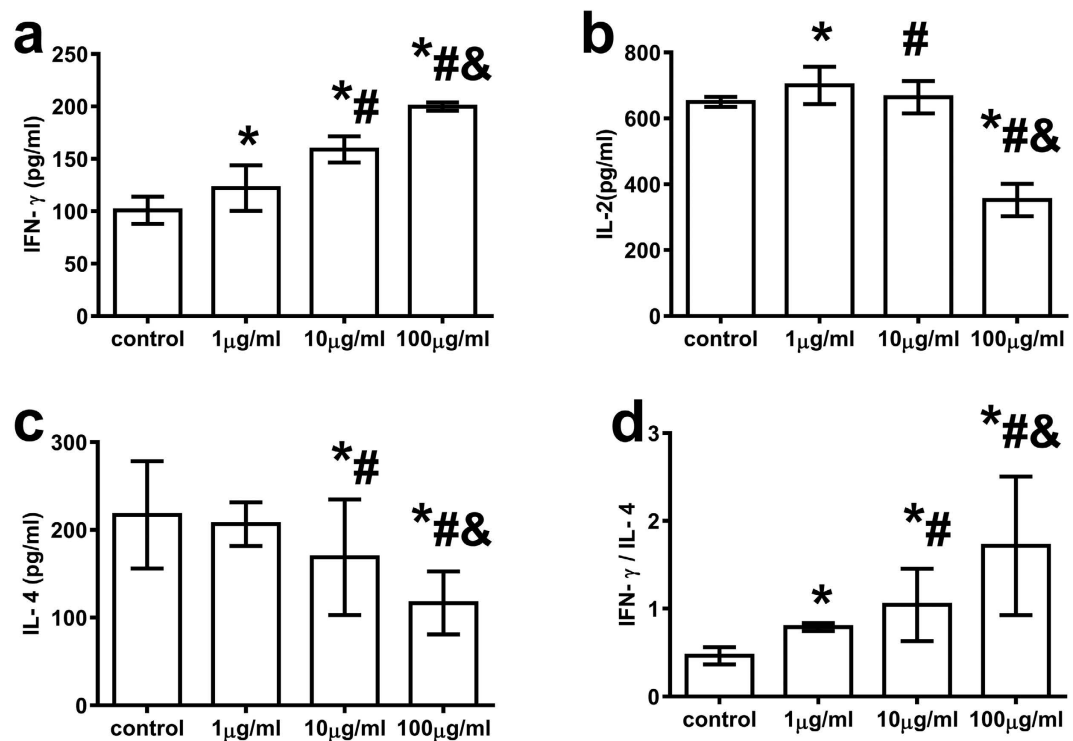 a
IFN- γ (pg/ml)
250
200
150
100
50
0
*
*#
*#&
control 1μg/ml 10μg/ml 100μg/ml
b
IL-2(pg/ml)
800
600
400
200
0
*
#
*#&
control 1μg/ml 10μg/ml 100μg/ml
c
IL- 4 (pg/ml)
300
200
100
0
*#
*#&
control 1μg/ml 10μg/ml 100μg/ml
d
IFN- γ / IL- 4
3
2
1
0
*
*#
*#&
control 1μg/ml 10μg/ml 100μg/ml